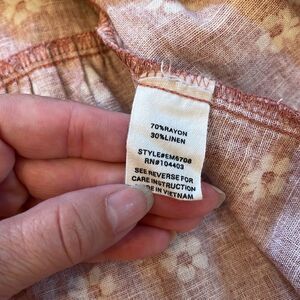 70%RAYON
30%LINEN
STYLE#EM6708
RN#104403
SEE REVERSE FOR
CARE INSTRUCTION
MADE IN VIETNAM